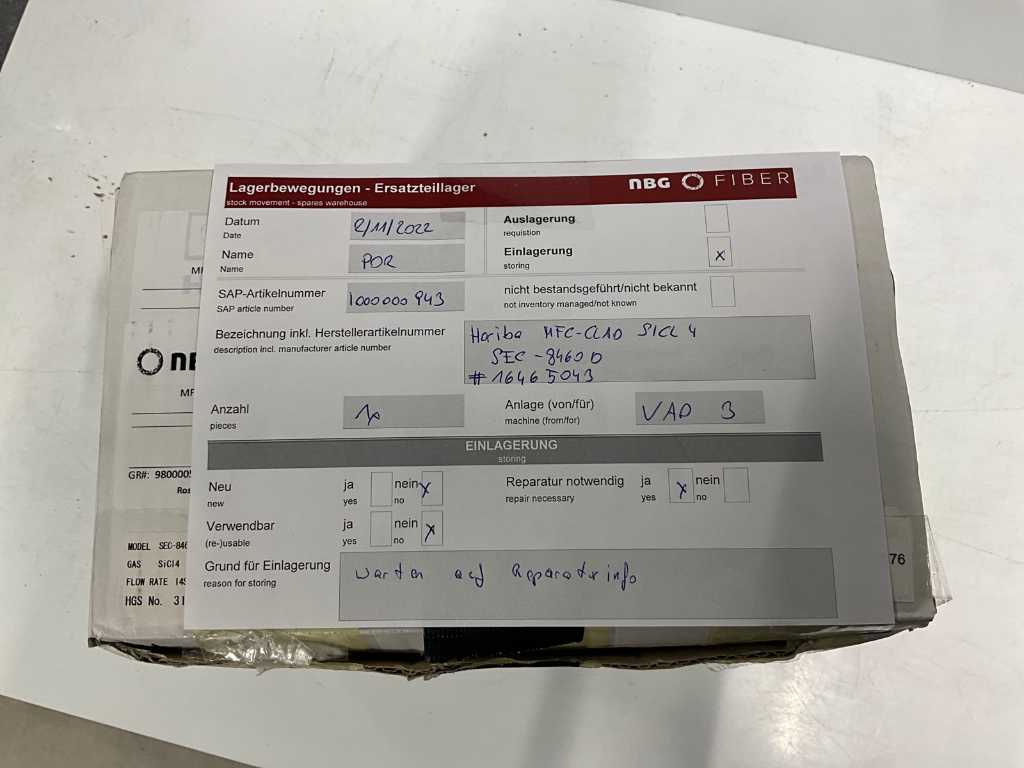 Lagerbewegungen - Ersatzteillager
stock movement - spares warehouse
NBG FIBER
Datum
Date
2/11/2022
Auslagerung
requistion
Name
Name
POR
Einlagerung
storing
x
SAP-Artikelnummer
SAP article number
1000000943
nicht bestandsgeführt/nicht bekannt
not inventory managed/not known
Bezeichnung inkl. Herstellerartikelnummer
description incl. manufacturer article number
Horiba MFC-CLAD SICL 4
SEC-8460D
#16465043
Anzahl
pieces
1x
Anlage (von/für)
machine (from/for)
VAD 3
EINLAGERUNG
storing
Neu
new
ja
yes
nein
no
x
Reparatur notwendig
repair necessary
ja
yes
x
nein
no
Verwendbar
(re-)usable
ja
yes
nein
no
x
Grund für Einlagerung
reason for storing
warten auf Reparaturinfo
NB
GR#:
MODEL SEC-846
GAS SiCl4
FLOW RATE
HGS No. 31
76